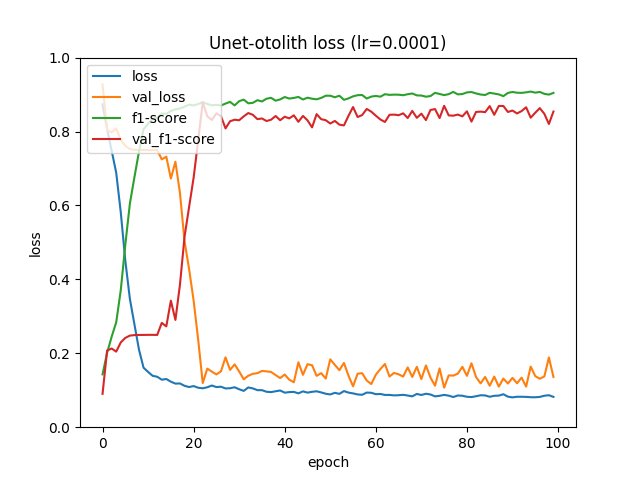 Unet-otolith loss (lr=0.0001)
1.0
0.8
0.6
0.4
0.2
0.0
loss
loss
val_loss
f1-score
val_f1-score
0 20 40 60 80 100
epoch